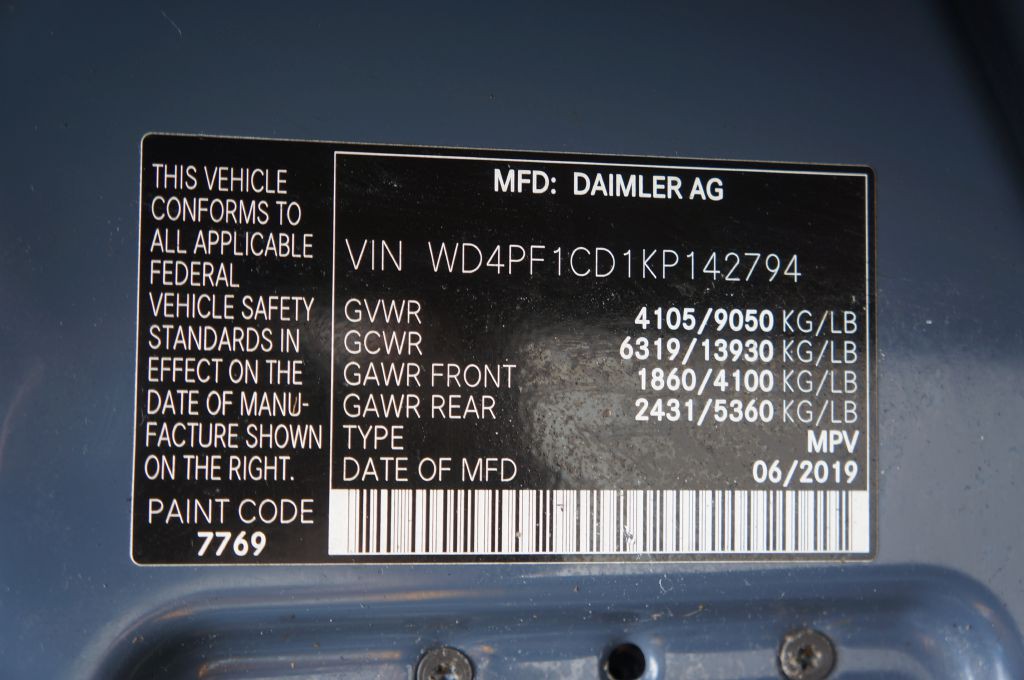 THIS VEHICLE
CONFORMS TO
ALL APPLICABLE
FEDERAL
VEHICLE SAFETY
STANDARDS IN
EFFECT ON THE
DATE OF MANU-
FACTURE SHOWN
ON THE RIGHT.
PAINT CODE
7769
MFD: DAIMLER AG
VIN WD4PF1CD1KP142794
GVWR 4105/9050 KG/LB
GCWR 6319/13930 KG/LB
GAWR FRONT 1860/4100 KG/LB
GAWR REAR 2431/5360 KG/LB
TYPE MPV
DATE OF MFD 06/2019